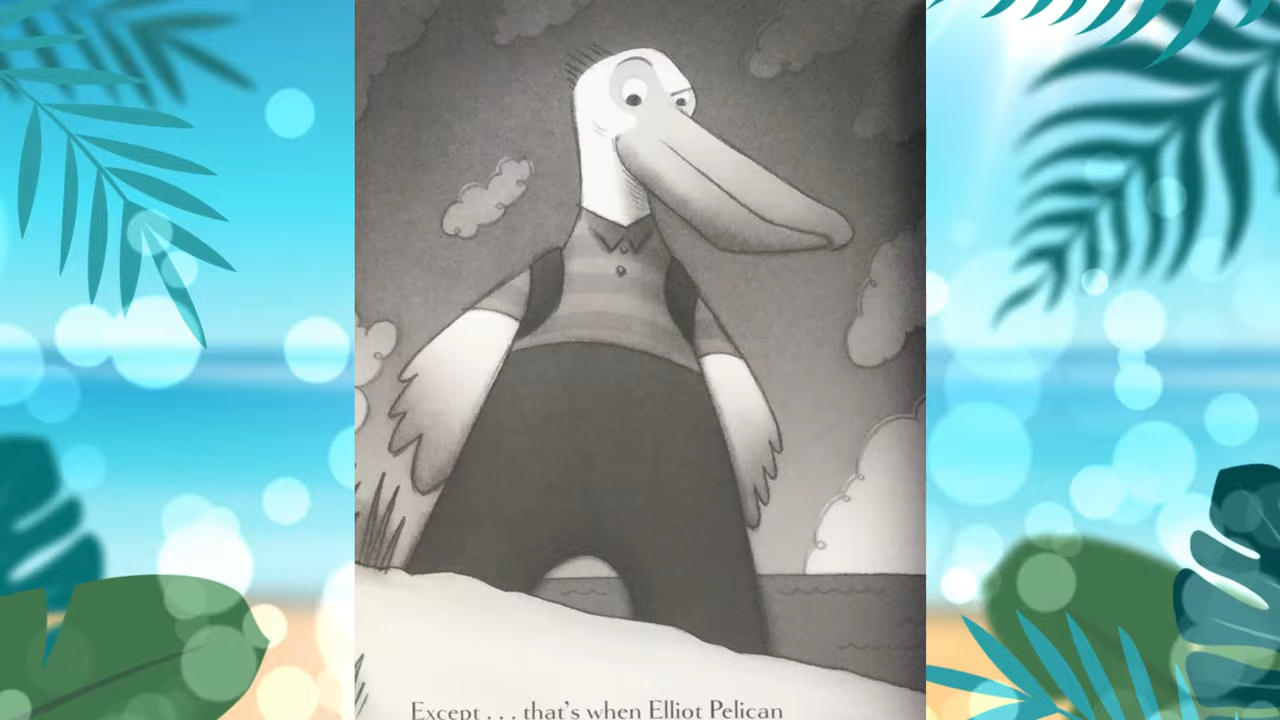 Except . . . that's when Elliot Pelican